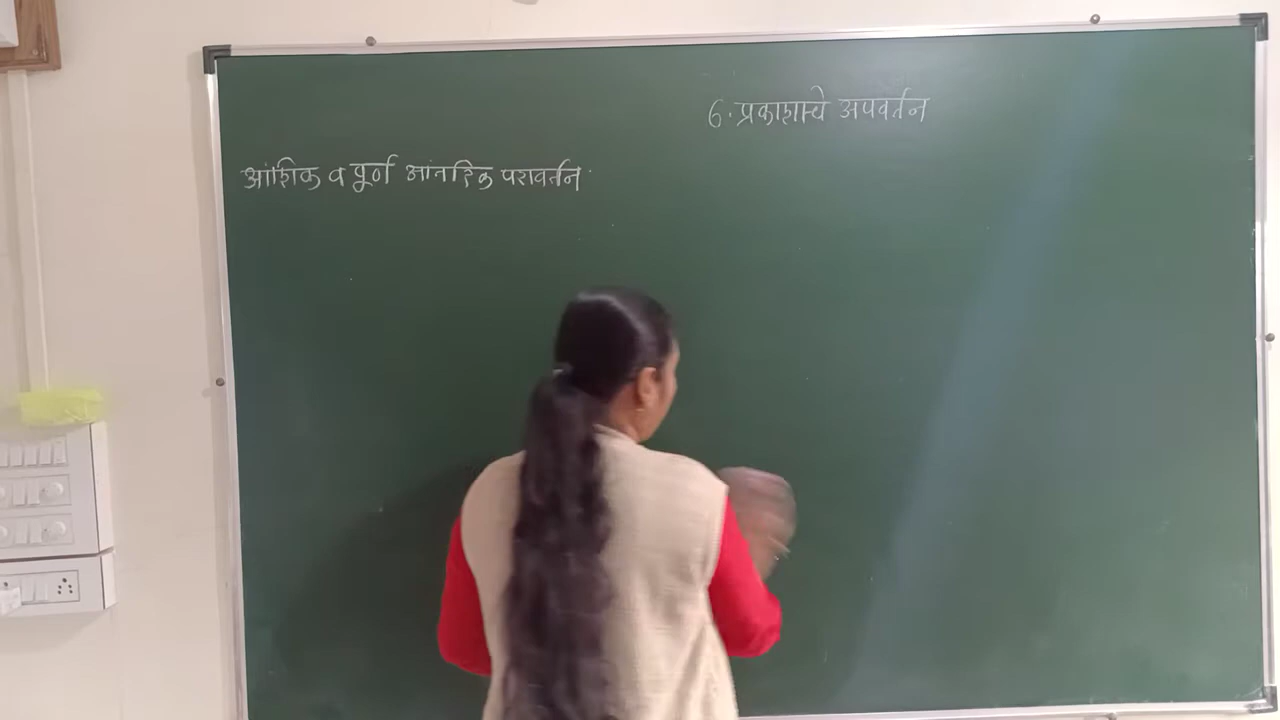 6. प्रकाशाचे अपवर्तन
आंशिक व पूर्ण आंतरिक परावर्तन